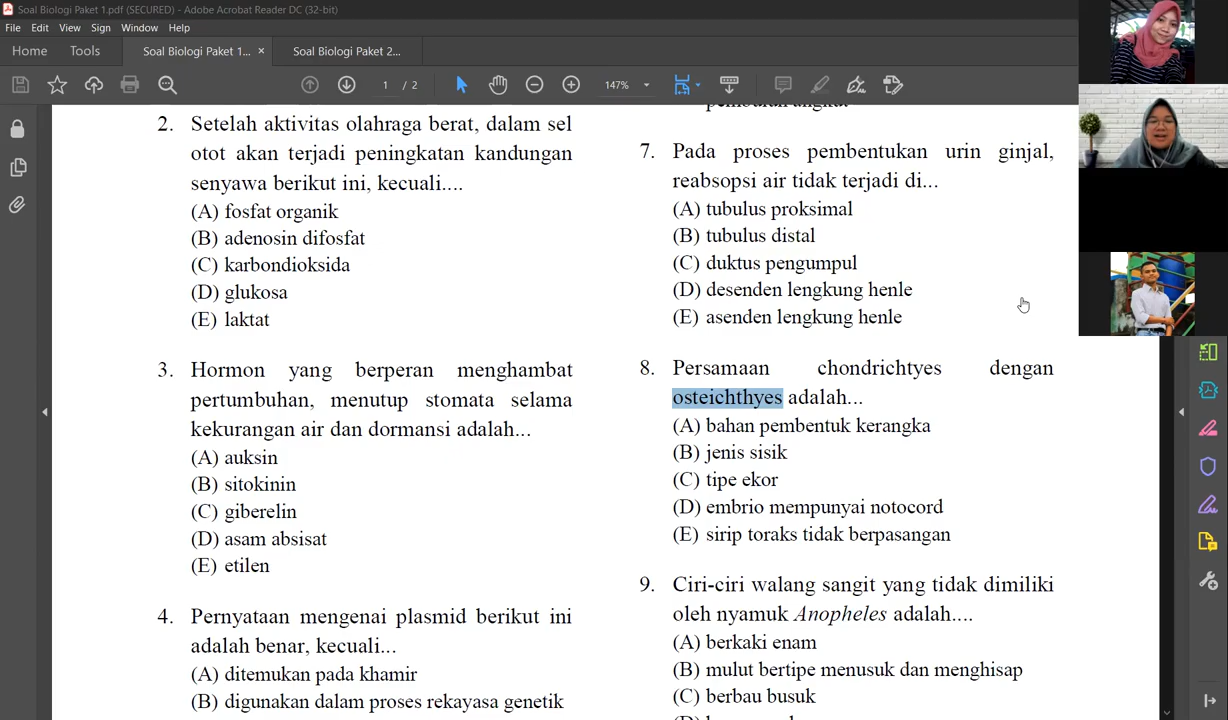 Soal Biologi Paket 1.pdf (SECURED) - Adobe Acrobat Reader DC (32-bit)
File Edit View Sign Window Help
Home Tools Soal Biologi Paket 1... × Soal Biologi Paket 2...
1 / 2 147%
2. Setelah aktivitas olahraga berat, dalam sel
otot akan terjadi peningkatan kandungan
senyawa berikut ini, kecuali....
(A) fosfat organik
(B) adenosin difosfat
(C) karbondioksida
(D) glukosa
(E) laktat
3. Hormon yang berperan menghambat
pertumbuhan, menutup stomata selama
kekurangan air dan dormansi adalah...
(A) auksin
(B) sitokinin
(C) giberelin
(D) asam absisat
(E) etilen
4. Pernyataan mengenai plasmid berikut ini
adalah benar, kecuali...
(A) ditemukan pada khamir
(B) digunakan dalam proses rekayasa genetik
7. Pada proses pembentukan urin ginjal,
reabsopsi air tidak terjadi di...
(A) tubulus proksimal
(B) tubulus distal
(C) duktus pengumpul
(D) desenden lengkung henle
(E) asenden lengkung henle
8. Persamaan chondrichtyes dengan
osteichthyes adalah...
(A) bahan pembentuk kerangka
(B) jenis sisik
(C) tipe ekor
(D) embrio mempunyai notocord
(E) sirip toraks tidak berpasangan
9. Ciri-ciri walang sangit yang tidak dimiliki
oleh nyamuk Anopheles adalah....
(A) berkaki enam
(B) mulut bertipe menusuk dan menghisap
(C) berbau busuk